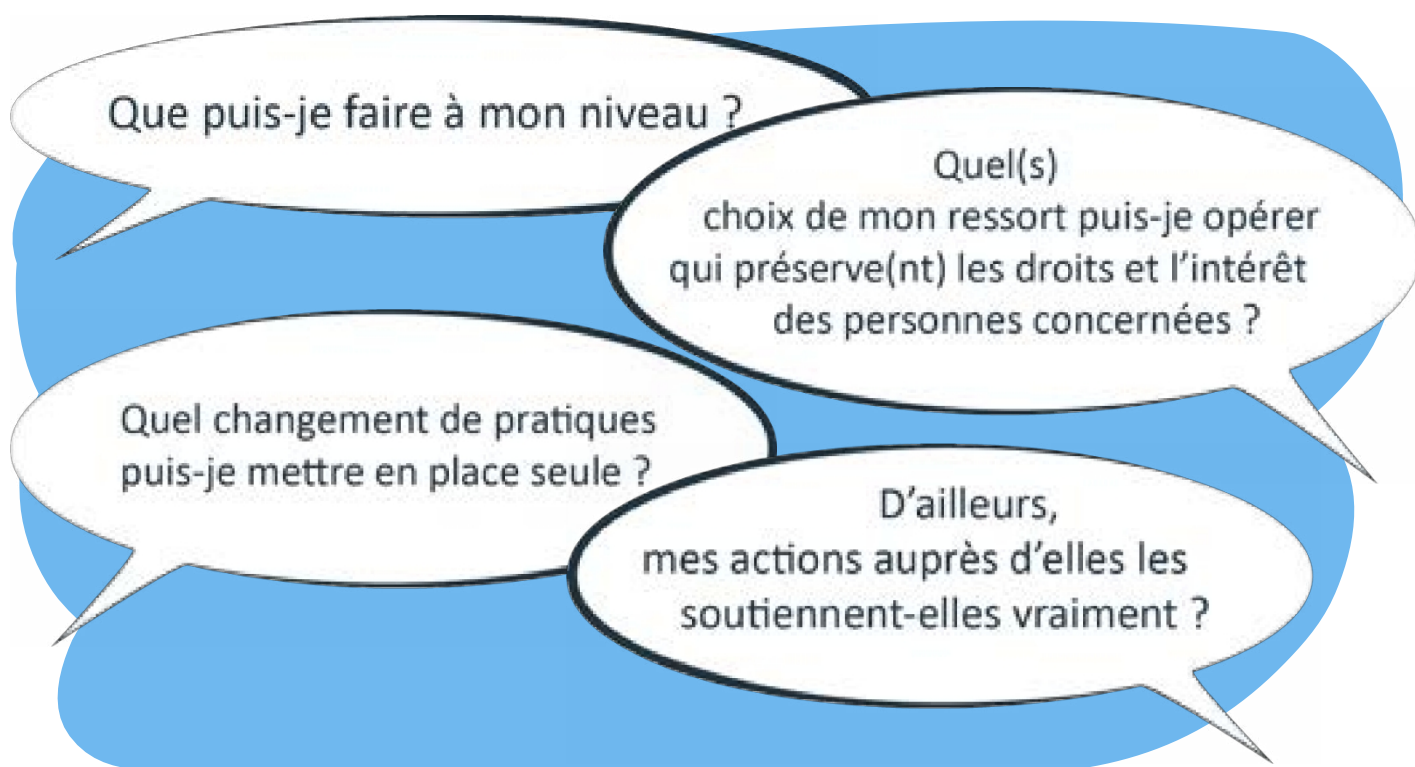 Que puis-je faire à mon niveau ?
Quel(s)
choix de mon ressort puis-je opérer
qui préserve(nt) les droits et l’intérêt
des personnes concernées ?
Quel changement de pratiques
puis-je mettre en place seule ?
D’ailleurs,
mes actions auprès d’elles les
soutiennent-elles vraiment ?